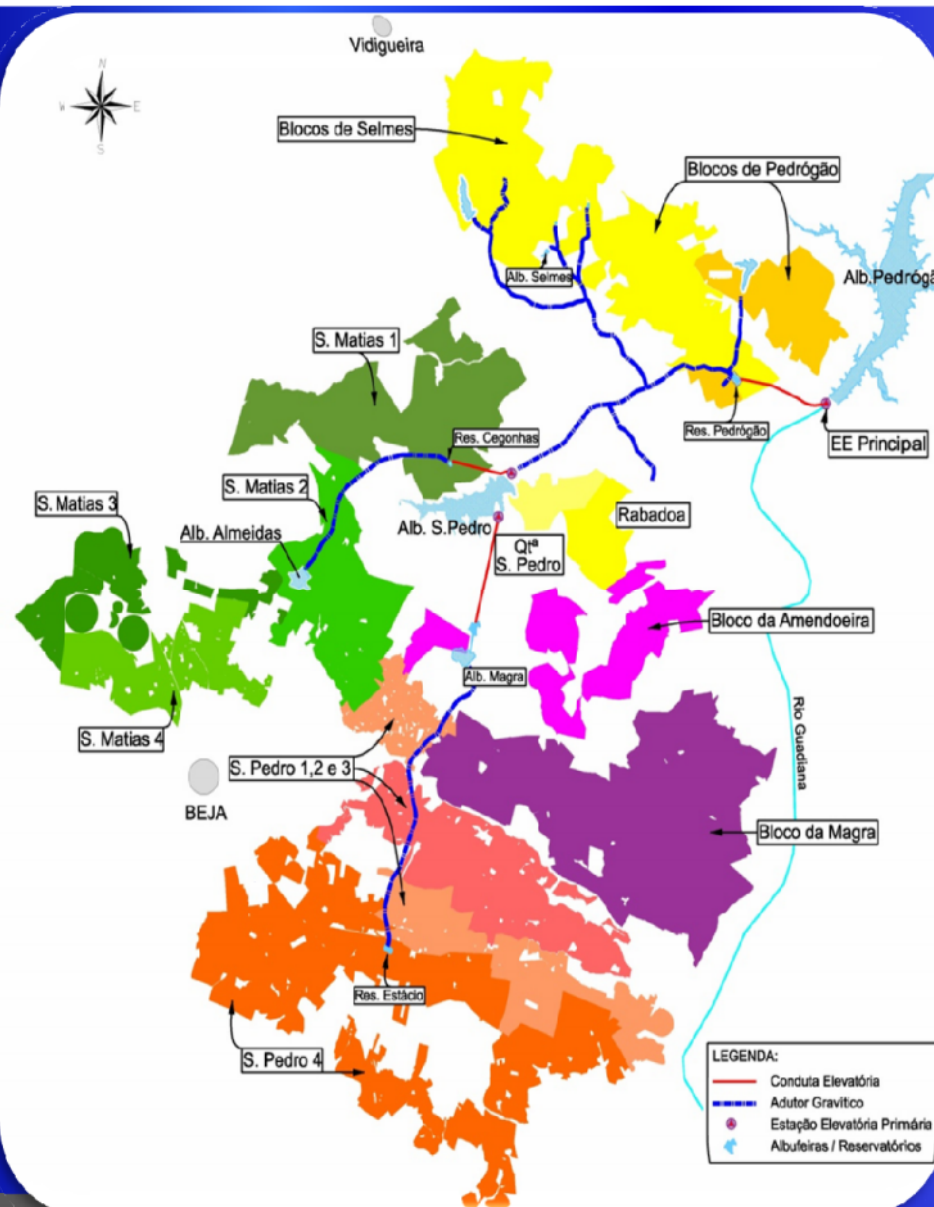 Vidigueira
N
W
E
S
Blocos de Selmes
Blocos de Pedrógão
Alb. Selmes
Alb.Pedrógã
S. Matias 1
Res. Cegonhas
Res. Pedrógão
EE Principal
S. Matias 2
S. Matias 3
Alb. Almeidas
Alb. S.Pedro
Qtª
S. Pedro
Rabadoa
Bloco da Amendoeira
Alb. Magra
S. Matias 4
S. Pedro 1,2 e 3
BEJA
Rio Guadiana
Bloco da Magra
Res. Estácio
S. Pedro 4
LEGENDA:
Conduta Elevatória
Adutor Gravítico
Estação Elevatória Primária
Albufeiras / Reservatórios